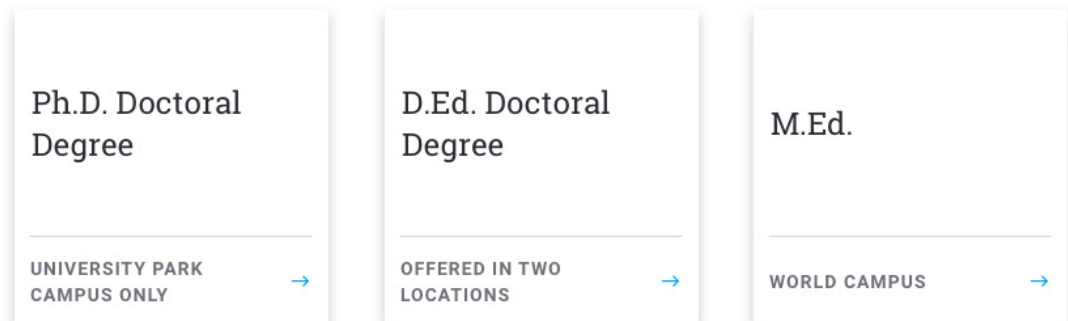 Ph.D. Doctoral
Degree
UNIVERSITY PARK
CAMPUS ONLY
D.Ed. Doctoral
Degree
OFFERED IN TWO
LOCATIONS
M.Ed.
WORLD CAMPUS